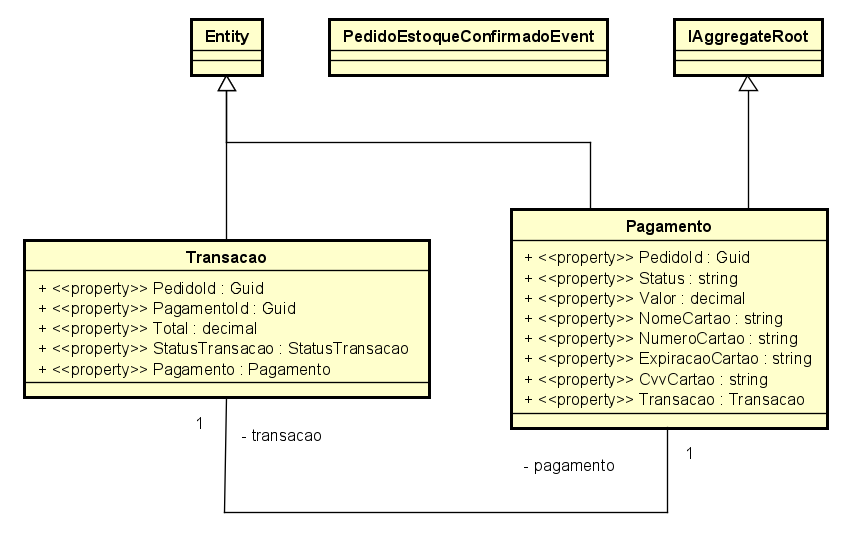 Entity
PedidoEstoqueConfirmadoEvent
IAggregateRoot
Transacao
+ <<property>> PedidoId : Guid
+ <<property>> PagamentoId : Guid
+ <<property>> Total : decimal
+ <<property>> StatusTransacao : StatusTransacao
+ <<property>> Pagamento : Pagamento
Pagamento
+ <<property>> PedidoId : Guid
+ <<property>> Status : string
+ <<property>> Valor : decimal
+ <<property>> NomeCartao : string
+ <<property>> NumeroCartao : string
+ <<property>> ExpiracaoCartao : string
+ <<property>> CvvCartao : string
+ <<property>> Transacao : Transacao
1
- transacao
- pagamento
1